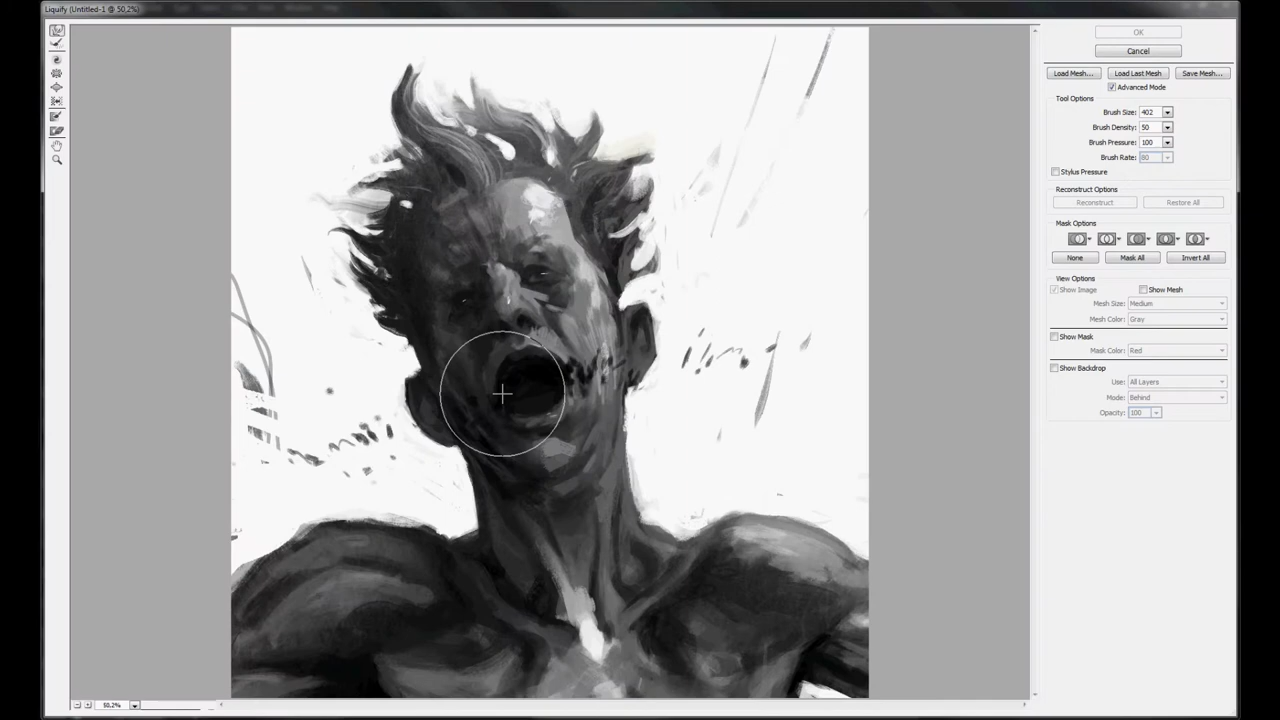 Liquify (Untitled-1 @ 50,2%)
OK
Cancel
Load Mesh... Load Last Mesh Save Mesh...
Advanced Mode
Tool Options
Brush Size: 402
Brush Density: 50
Brush Pressure: 100
Brush Rate: 80
Stylus Pressure
Reconstruct Options
Reconstruct Restore All
Mask Options
None Mask All Invert All
View Options
Show Image Show Mesh
Mesh Size: Medium
Mesh Color: Gray
Show Mask
Mask Color: Red
Show Backdrop
Use: All Layers
Mode: Behind
Opacity: 100
50.2%